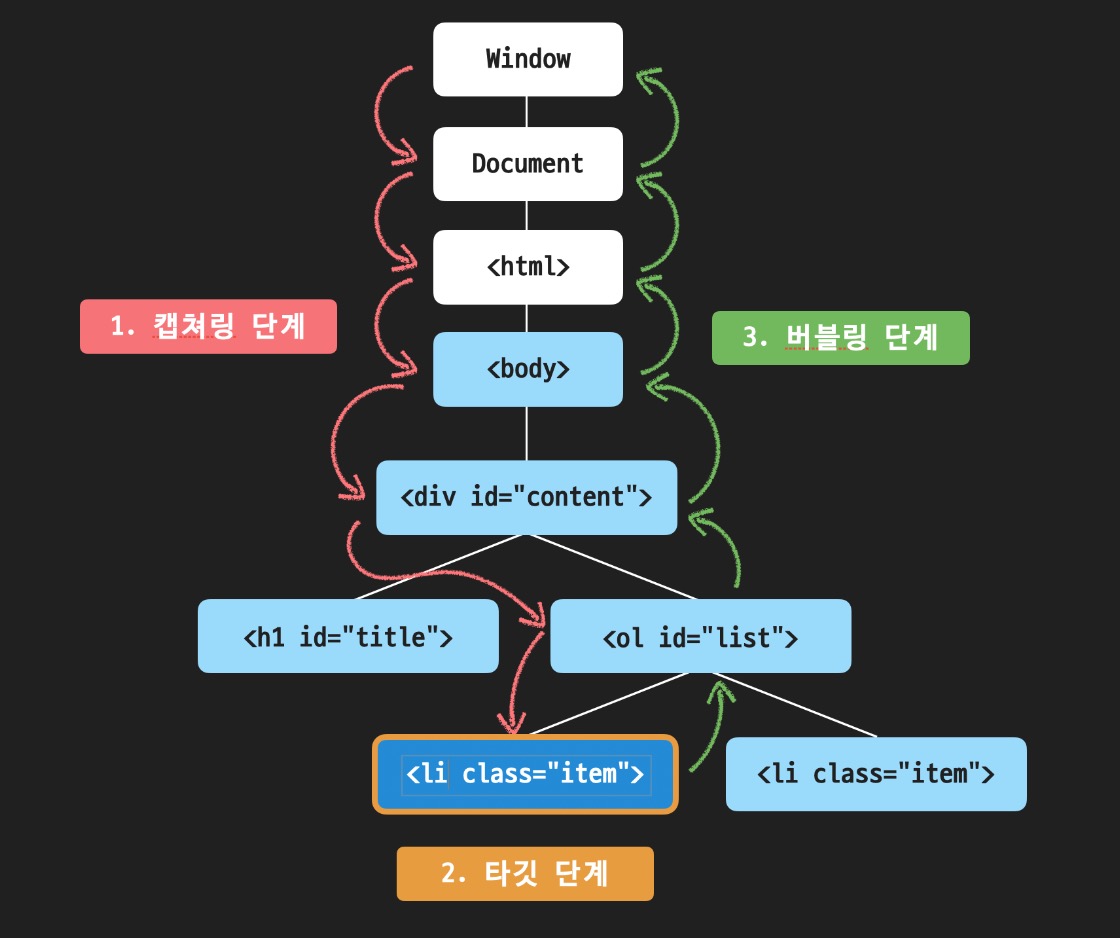 Window
Document
<html>
1. 캡쳐링 단계
3. 버블링 단계
<body>
<div id="content">
<h1 id="title">
<ol id="list">
<li class="item">
<li class="item">
2. 타깃 단계